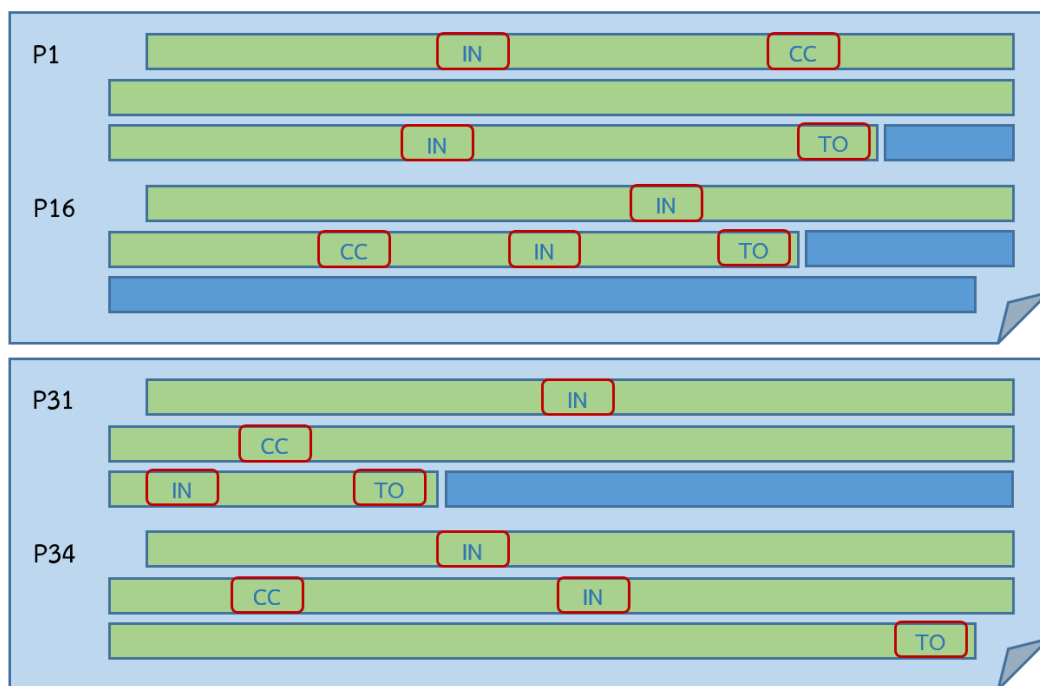 P1 IN CC
IN TO
P16 IN
CC IN TO
P31 IN
CC
IN TO
P34 IN
CC IN
TO